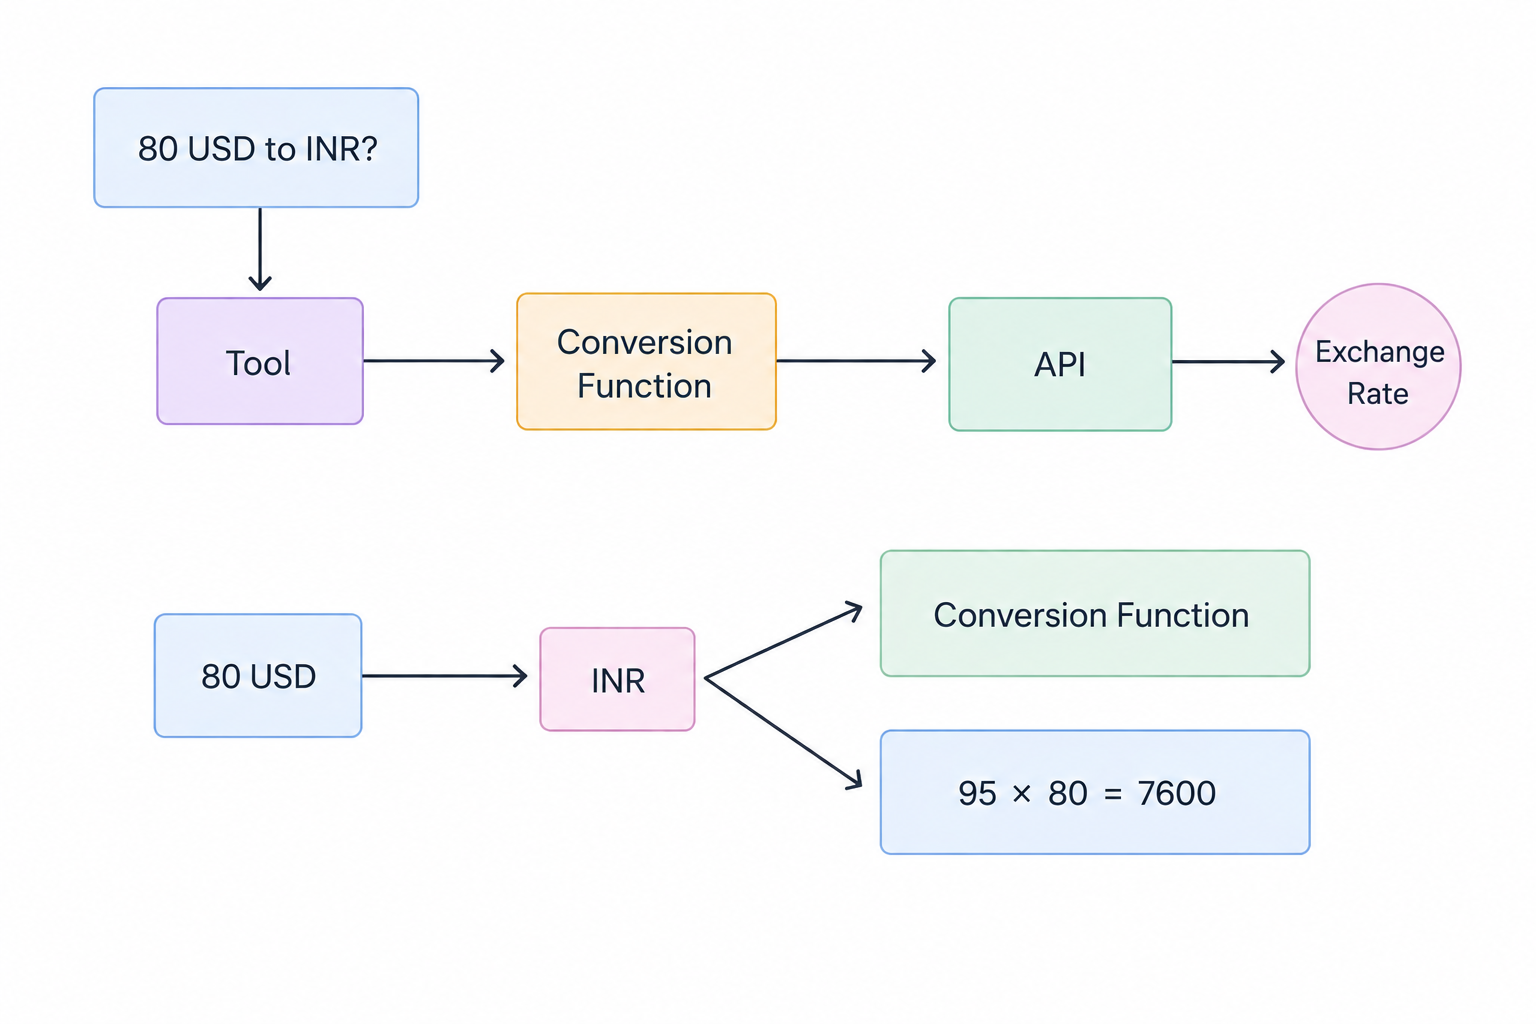 80 USD to INR?
Tool
Conversion
Function
API
Exchange
Rate
80 USD
INR
Conversion Function
95 × 80 = 7600